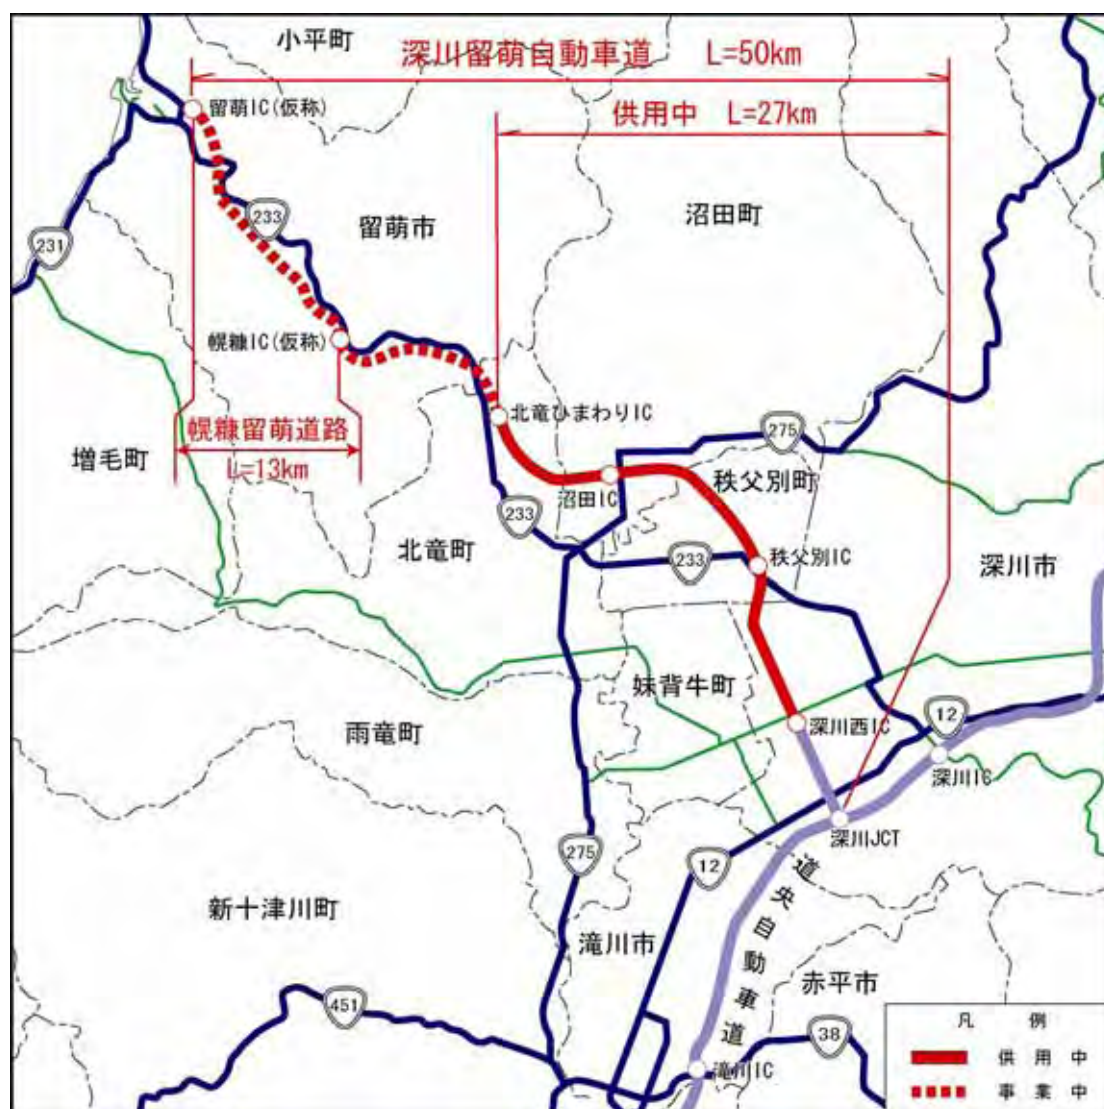 小平町
深川留萌自動車道 L=50km
留萌IC(仮称)
供用中 L=27km
233
留萌市
沼田町
231
幌糠IC(仮称)
北竜ひまわりIC
幌糠留萌道路
L=13km
275
増毛町
秩父別町
沼田IC
233
北竜町
233
秩父別IC
深川市
妹背牛町
雨竜町
深川西IC
12
深川IC
深川JCT
275
12
道央自動車道
新十津川町
滝川市
赤平市
451
38
滝川IC
凡例
供用中
事業中